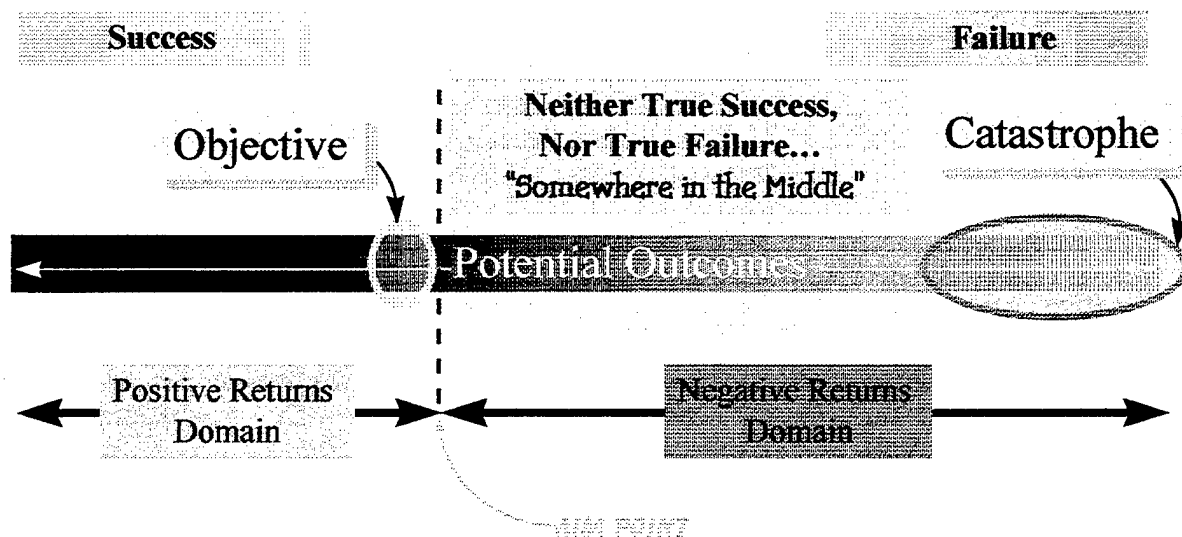 Success
Failure
Neither True Success,
Nor True Failure...
"Somewhere in the Middle"
Objective
Catastrophe
Potential Outcomes
Positive Returns
Domain
Negative Returns
Domain